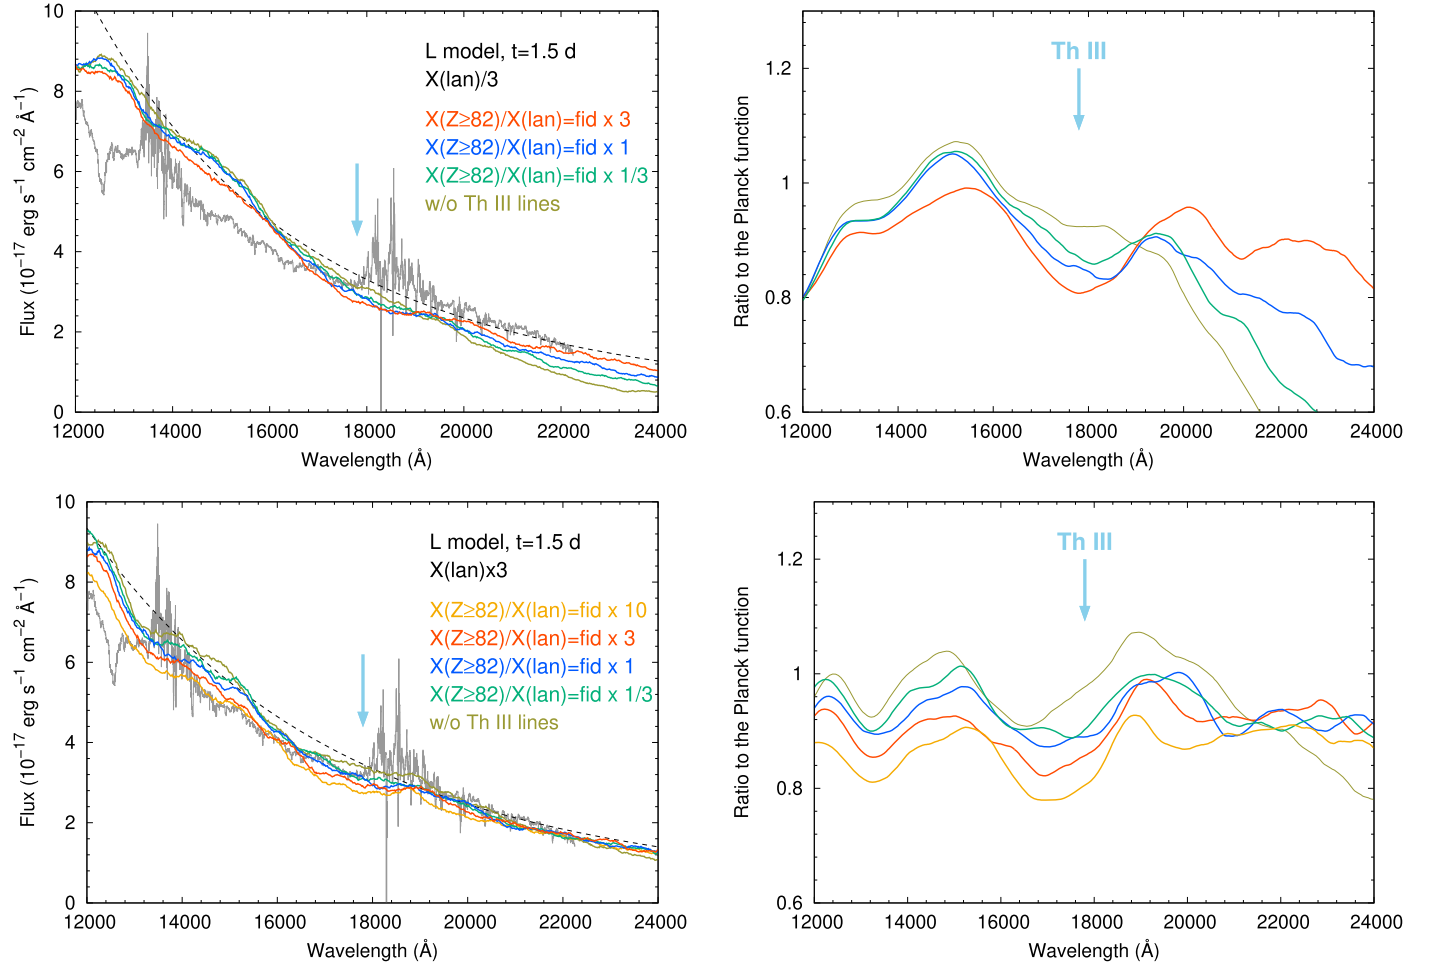 10
8
6
4
2
0
12000 14000 16000 18000 20000 22000 24000
Wavelength (Å)
Flux (10⁻¹⁷ erg s⁻¹ cm⁻² Å⁻¹)
L model, t=1.5 d
X(lan)/3
X(Z≥82)/X(lan)=fid x 3
X(Z≥82)/X(lan)=fid x 1
X(Z≥82)/X(lan)=fid x 1/3
w/o Th III lines
1.2
1
0.8
0.6
12000 14000 16000 18000 20000 22000 24000
Wavelength (Å)
Ratio to the Planck function
Th III
10
8
6
4
2
0
12000 14000 16000 18000 20000 22000 24000
Wavelength (Å)
Flux (10⁻¹⁷ erg s⁻¹ cm⁻² Å⁻¹)
L model, t=1.5 d
X(lan)x3
X(Z≥82)/X(lan)=fid x 10
X(Z≥82)/X(lan)=fid x 3
X(Z≥82)/X(lan)=fid x 1
X(Z≥82)/X(lan)=fid x 1/3
w/o Th III lines
1.2
1
0.8
0.6
12000 14000 16000 18000 20000 22000 24000
Wavelength (Å)
Ratio to the Planck function
Th III